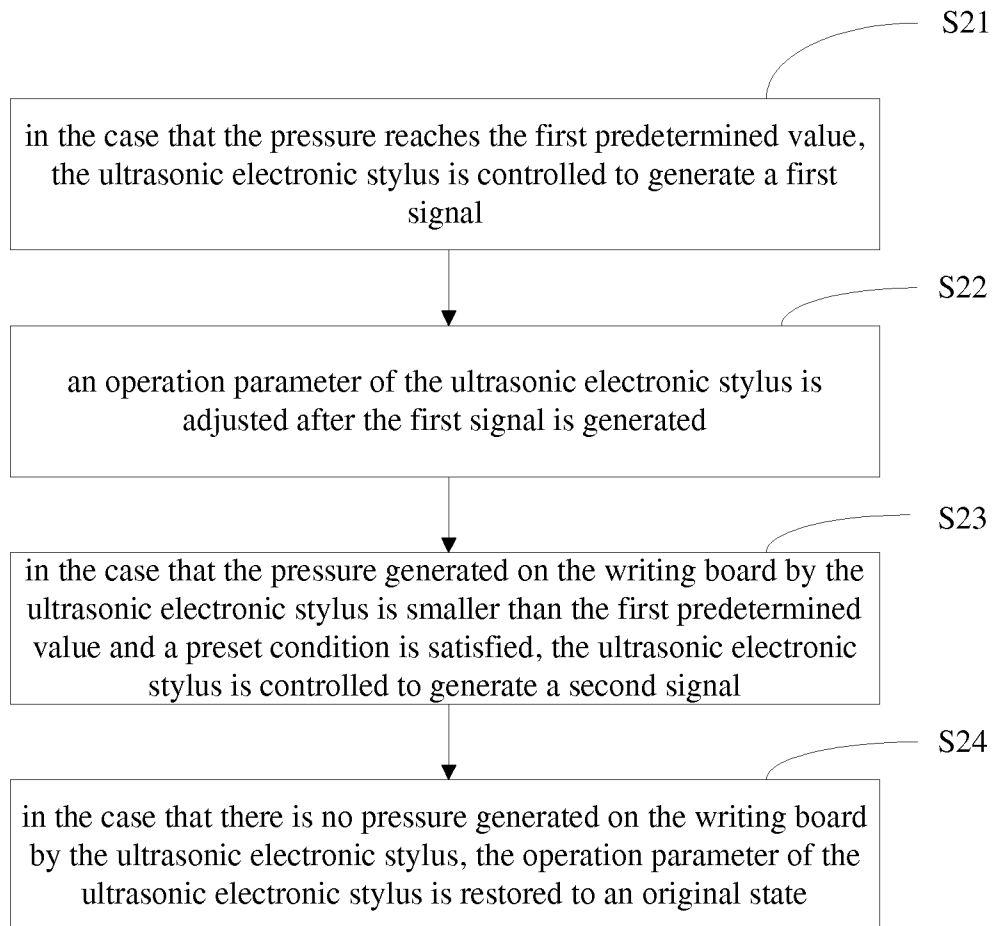 S21
in the case that the pressure reaches the first predetermined value,
the ultrasonic electronic stylus is controlled to generate a first
signal
S22
an operation parameter of the ultrasonic electronic stylus is
adjusted after the first signal is generated
S23
in the case that the pressure generated on the writing board by the
ultrasonic electronic stylus is smaller than the first predetermined
value and a preset condition is satisfied, the ultrasonic electronic
stylus is controlled to generate a second signal
S24
in the case that there is no pressure generated on the writing board
by the ultrasonic electronic stylus, the operation parameter of the
ultrasonic electronic stylus is restored to an original state